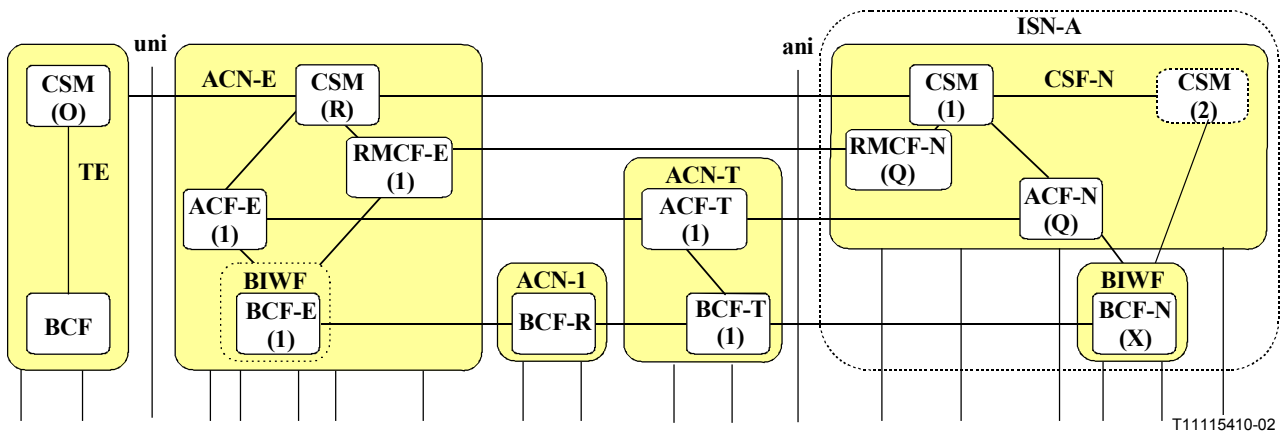 uni
ani
ISN-A
CSM
(O)
TE
BCF
ACN-E
CSM
(R)
RMCF-E
(1)
ACF-E
(1)
BIWF
BCF-E
(1)
ACN-1
BCF-R
ACN-T
ACF-T
(1)
BCF-T
(1)
CSM
(1)
CSF-N
CSM
(2)
RMCF-N
(Q)
ACF-N
(Q)
BIWF
BCF-N
(X)
T11115410-02